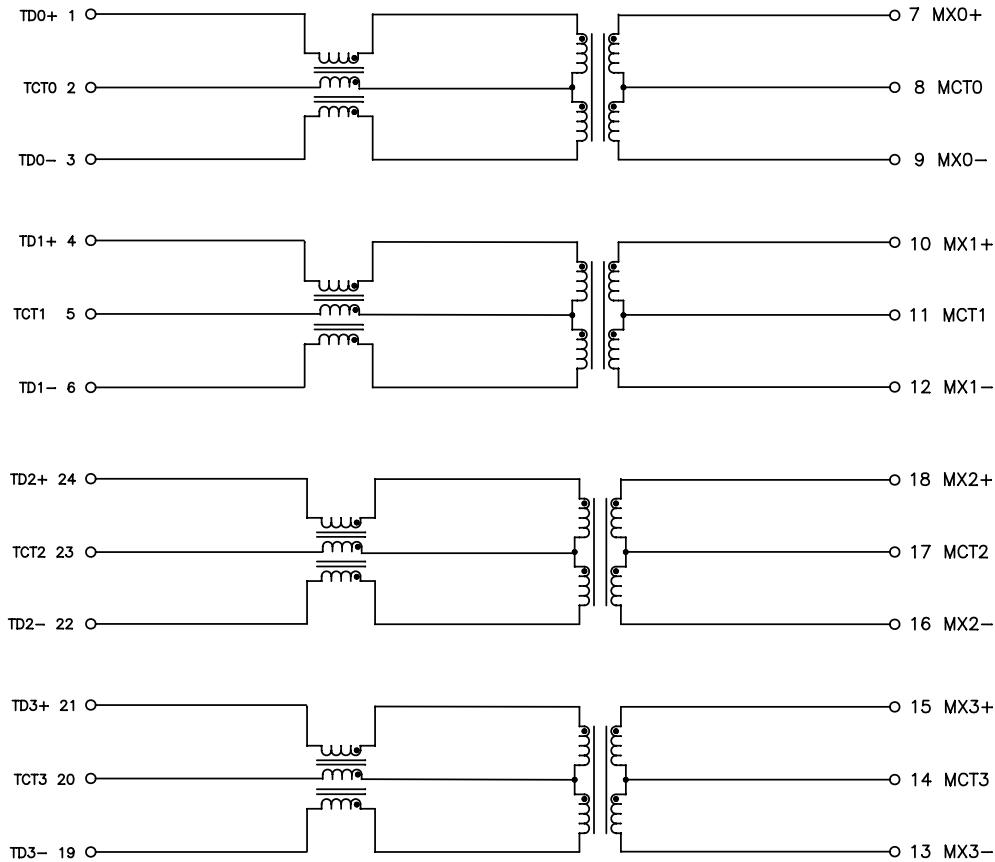 TD0+ 1 7 MX0+
TCT0 2 8 MCT0
TD0- 3 9 MX0-
TD1+ 4 10 MX1+
TCT1 5 11 MCT1
TD1- 6 12 MX1-
TD2+ 24 18 MX2+
TCT2 23 17 MCT2
TD2- 22 16 MX2-
TD3+ 21 15 MX3+
TCT3 20 14 MCT3
TD3- 19 13 MX3-